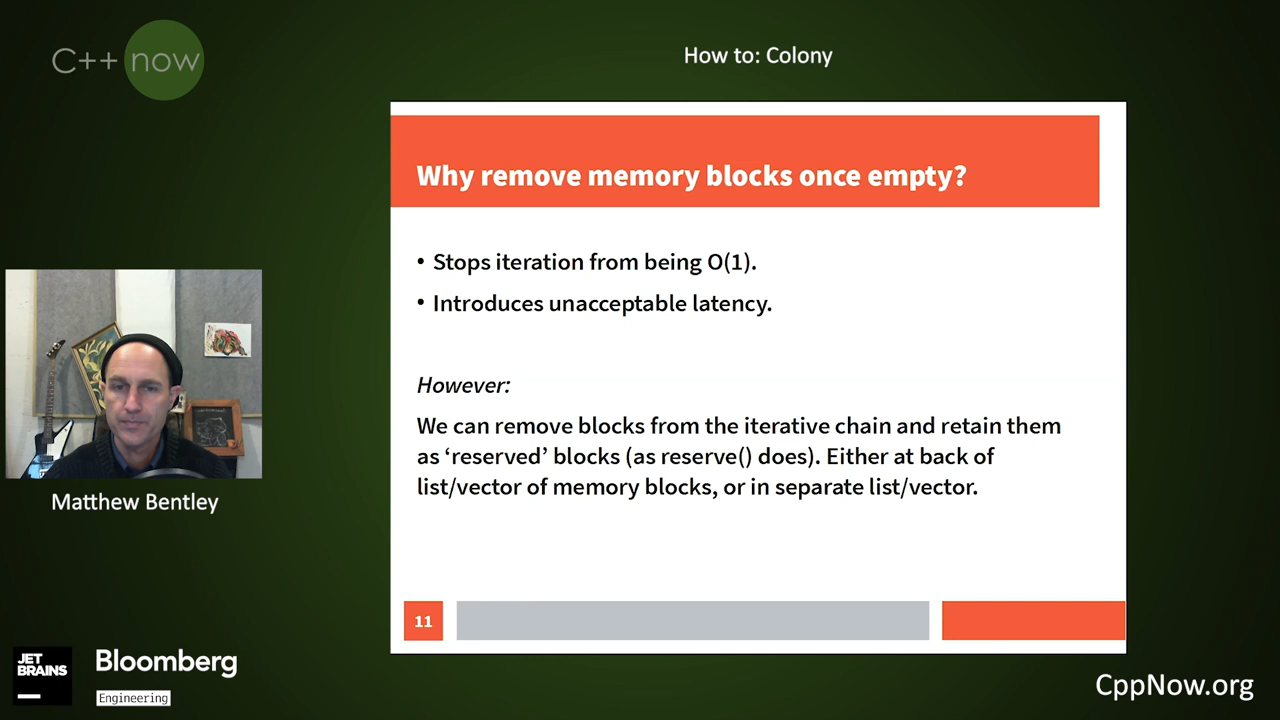 C++ now
How to: Colony
Why remove memory blocks once empty?
• Stops iteration from being O(1).
• Introduces unacceptable latency.
However:
We can remove blocks from the iterative chain and retain them
as ‘reserved’ blocks (as reserve() does). Either at back of
list/vector of memory blocks, or in separate list/vector.
11
Matthew Bentley
JET
BRAINS
Bloomberg
Engineering
CppNow.org